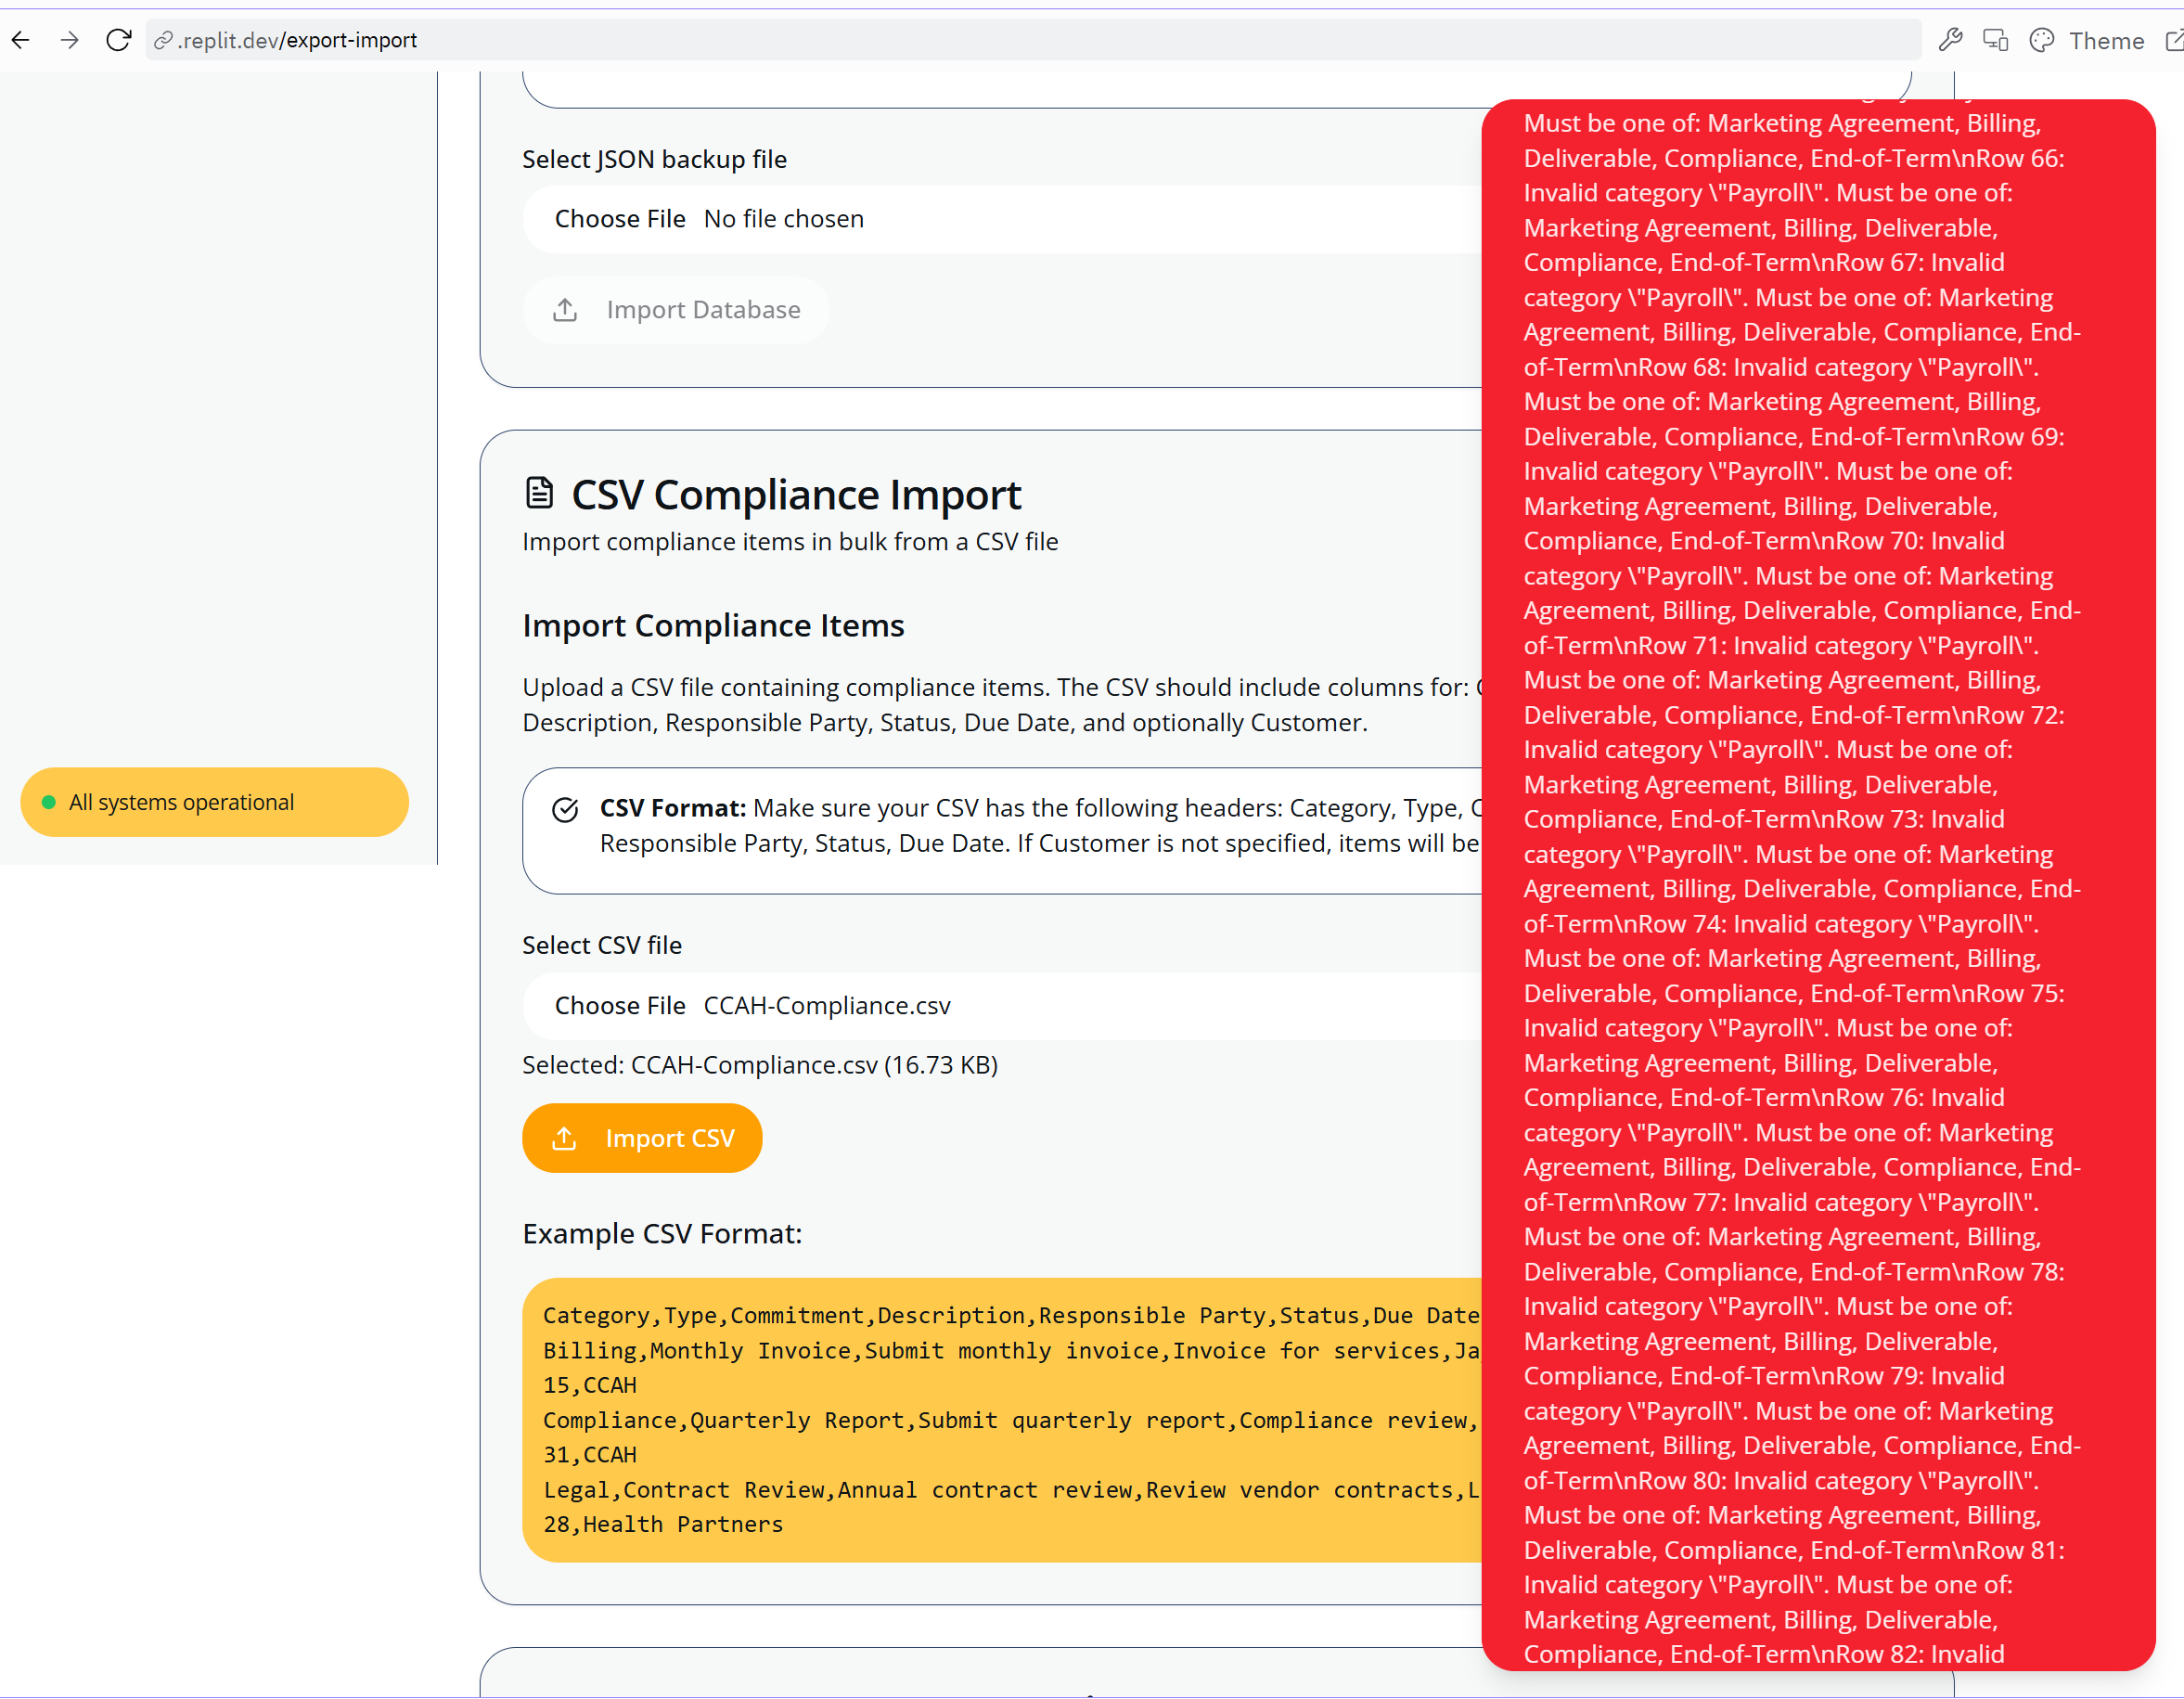 .replit.dev/export-import
Theme
Select JSON backup file
Choose File No file chosen
Import Database
CSV Compliance Import
Import compliance items in bulk from a CSV file
Import Compliance Items
Upload a CSV file containing compliance items. The CSV should include columns for:
Description, Responsible Party, Status, Due Date, and optionally Customer.
All systems operational
CSV Format: Make sure your CSV has the following headers: Category, Type,
Responsible Party, Status, Due Date. If Customer is not specified, items will be
Select CSV file
Choose File CCAH-Compliance.csv
Selected: CCAH-Compliance.csv (16.73 KB)
Import CSV
Example CSV Format:
Category,Type,Commitment,Description,Responsible Party,Status,Due Date
Billing,Monthly Invoice,Submit monthly invoice,Invoice for services,Ja
15,CCAH
Compliance,Quarterly Report,Submit quarterly report,Compliance review,
31,CCAH
Legal,Contract Review,Annual contract review,Review vendor contracts,L
28,Health Partners
Must be one of: Marketing Agreement, Billing,
Deliverable, Compliance, End-of-Term\nRow 66:
Invalid category \"Payroll\". Must be one of:
Marketing Agreement, Billing, Deliverable,
Compliance, End-of-Term\nRow 67: Invalid
category \"Payroll\". Must be one of: Marketing
Agreement, Billing, Deliverable, Compliance, End-
of-Term\nRow 68: Invalid category \"Payroll\".
Must be one of: Marketing Agreement, Billing,
Deliverable, Compliance, End-of-Term\nRow 69:
Invalid category \"Payroll\". Must be one of:
Marketing Agreement, Billing, Deliverable,
Compliance, End-of-Term\nRow 70: Invalid
category \"Payroll\". Must be one of: Marketing
Agreement, Billing, Deliverable, Compliance, End-
of-Term\nRow 71: Invalid category \"Payroll\".
Must be one of: Marketing Agreement, Billing,
Deliverable, Compliance, End-of-Term\nRow 72:
Invalid category \"Payroll\". Must be one of:
Marketing Agreement, Billing, Deliverable,
Compliance, End-of-Term\nRow 73: Invalid
category \"Payroll\". Must be one of: Marketing
Agreement, Billing, Deliverable, Compliance, End-
of-Term\nRow 74: Invalid category \"Payroll\".
Must be one of: Marketing Agreement, Billing,
Deliverable, Compliance, End-of-Term\nRow 75:
Invalid category \"Payroll\". Must be one of:
Marketing Agreement, Billing, Deliverable,
Compliance, End-of-Term\nRow 76: Invalid
category \"Payroll\". Must be one of: Marketing
Agreement, Billing, Deliverable, Compliance, End-
of-Term\nRow 77: Invalid category \"Payroll\".
Must be one of: Marketing Agreement, Billing,
Deliverable, Compliance, End-of-Term\nRow 78:
Invalid category \"Payroll\". Must be one of:
Marketing Agreement, Billing, Deliverable,
Compliance, End-of-Term\nRow 79: Invalid
category \"Payroll\". Must be one of: Marketing
Agreement, Billing, Deliverable, Compliance, End-
of-Term\nRow 80: Invalid category \"Payroll\".
Must be one of: Marketing Agreement, Billing,
Deliverable, Compliance, End-of-Term\nRow 81:
Invalid category \"Payroll\". Must be one of:
Marketing Agreement, Billing, Deliverable,
Compliance, End-of-Term\nRow 82: Invalid